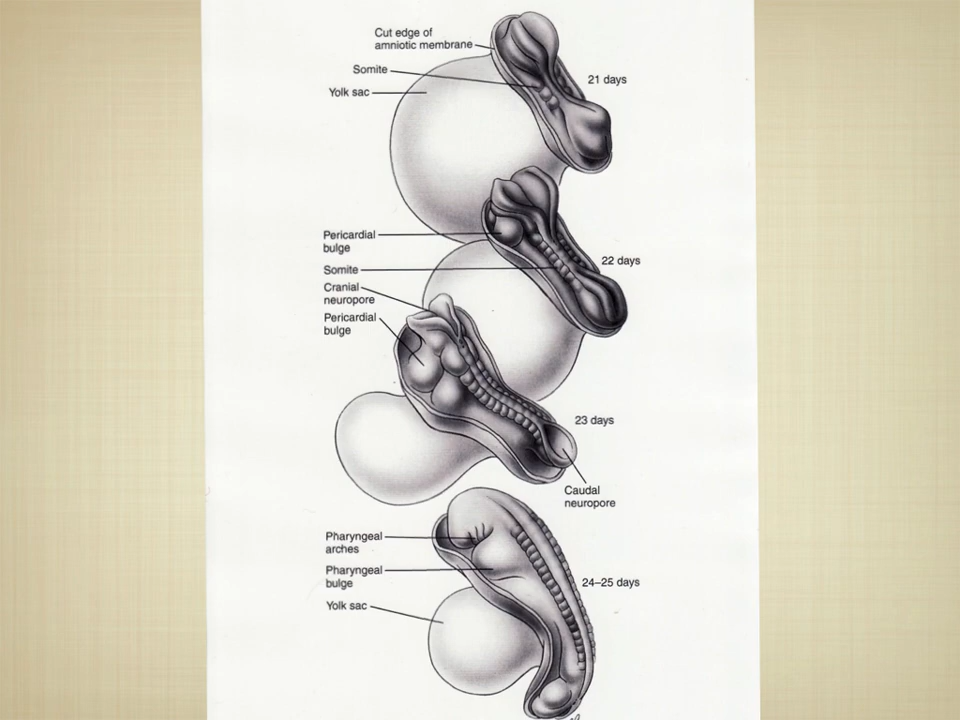 Cut edge of
amniotic membrane
Somite
21 days
Yolk sac
Pericardial
bulge
22 days
Somite
Cranial
neuropore
Pericardial
bulge
23 days
Caudal
neuropore
Pharyngeal
arches
Pharyngeal
bulge
24–25 days
Yolk sac